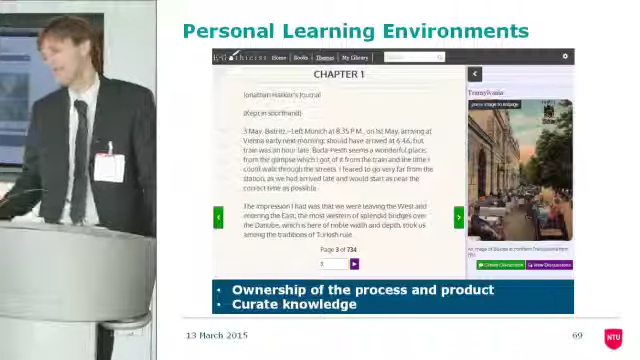 Personal Learning Environments
Home | Books | Themes | My Library
CHAPTER 1
Jonathan Harker's Journal
(Kept in shorthand)
3 May. Bistritz.--Left Munich at 8:35 P.M., on 1st May, arriving at
Vienna early next morning; should have arrived at 6:46, but
train was an hour late. Buda-Pesth seems a wonderful place,
from the glimpse which I got of it from the train and the little I
could walk through the streets. I feared to go very far from the
station, as we had arrived late and would start as near the
correct time as possible.
The impression I had was that we were leaving the West and
entering the East; the most western of splendid bridges over
the Danube, which is here of noble width and depth, took us
among the traditions of Turkish rule.
Page 3 of 734
3
Transylvania
press image to enlarge
Create Discussion
View Discussions
• Ownership of the process and product
• Curate knowledge
13 March 2015
69
NTU